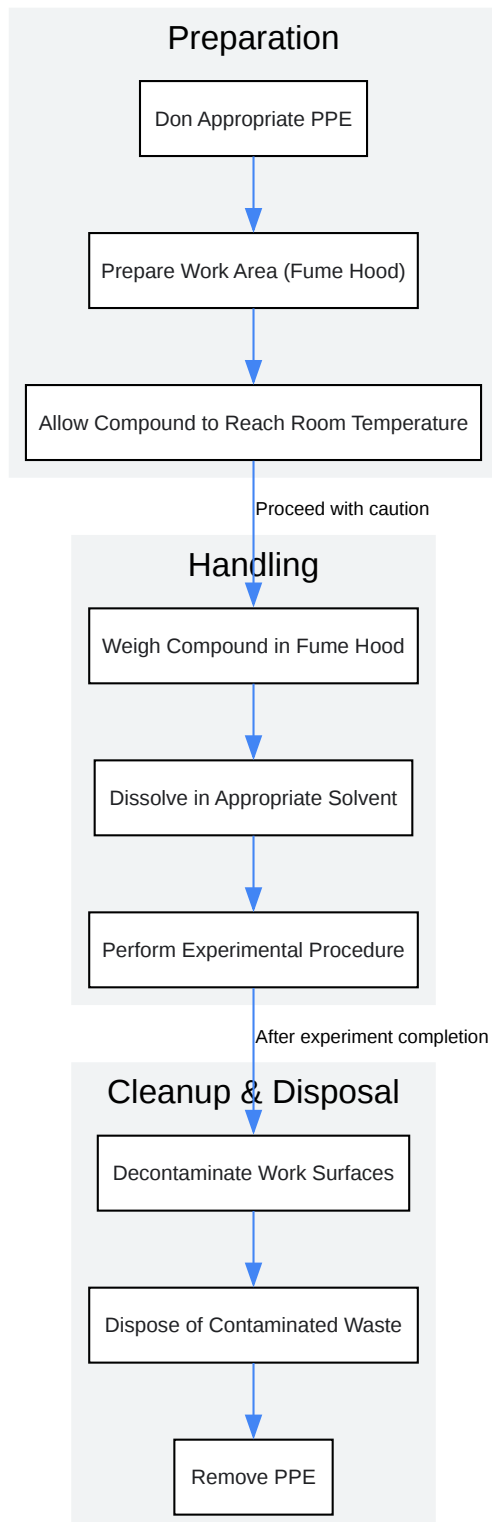 Preparation
Don Appropriate PPE
Prepare Work Area (Fume Hood)
Allow Compound to Reach Room Temperature
Proceed with caution
Handling
Weigh Compound in Fume Hood
Dissolve in Appropriate Solvent
Perform Experimental Procedure
After experiment completion
Cleanup & Disposal
Decontaminate Work Surfaces
Dispose of Contaminated Waste
Remove PPE